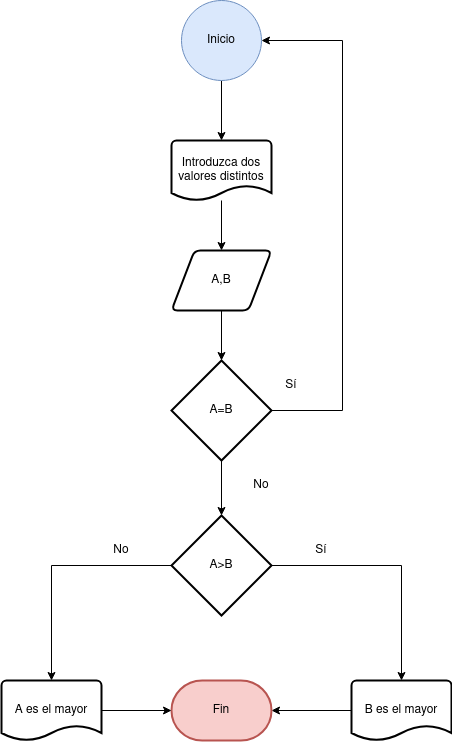 Inicio
Introduzca dos
valores distintos
A,B
Sí
A=B
No
No
Sí
A>B
A es el mayor
Fin
B es el mayor